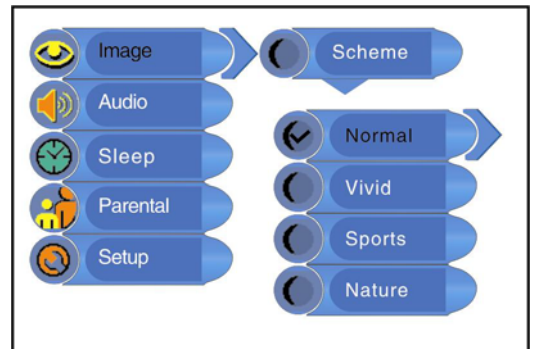 Image
Audio
Sleep
Parental
Setup
Scheme
Normal
Vivid
Sports
Nature